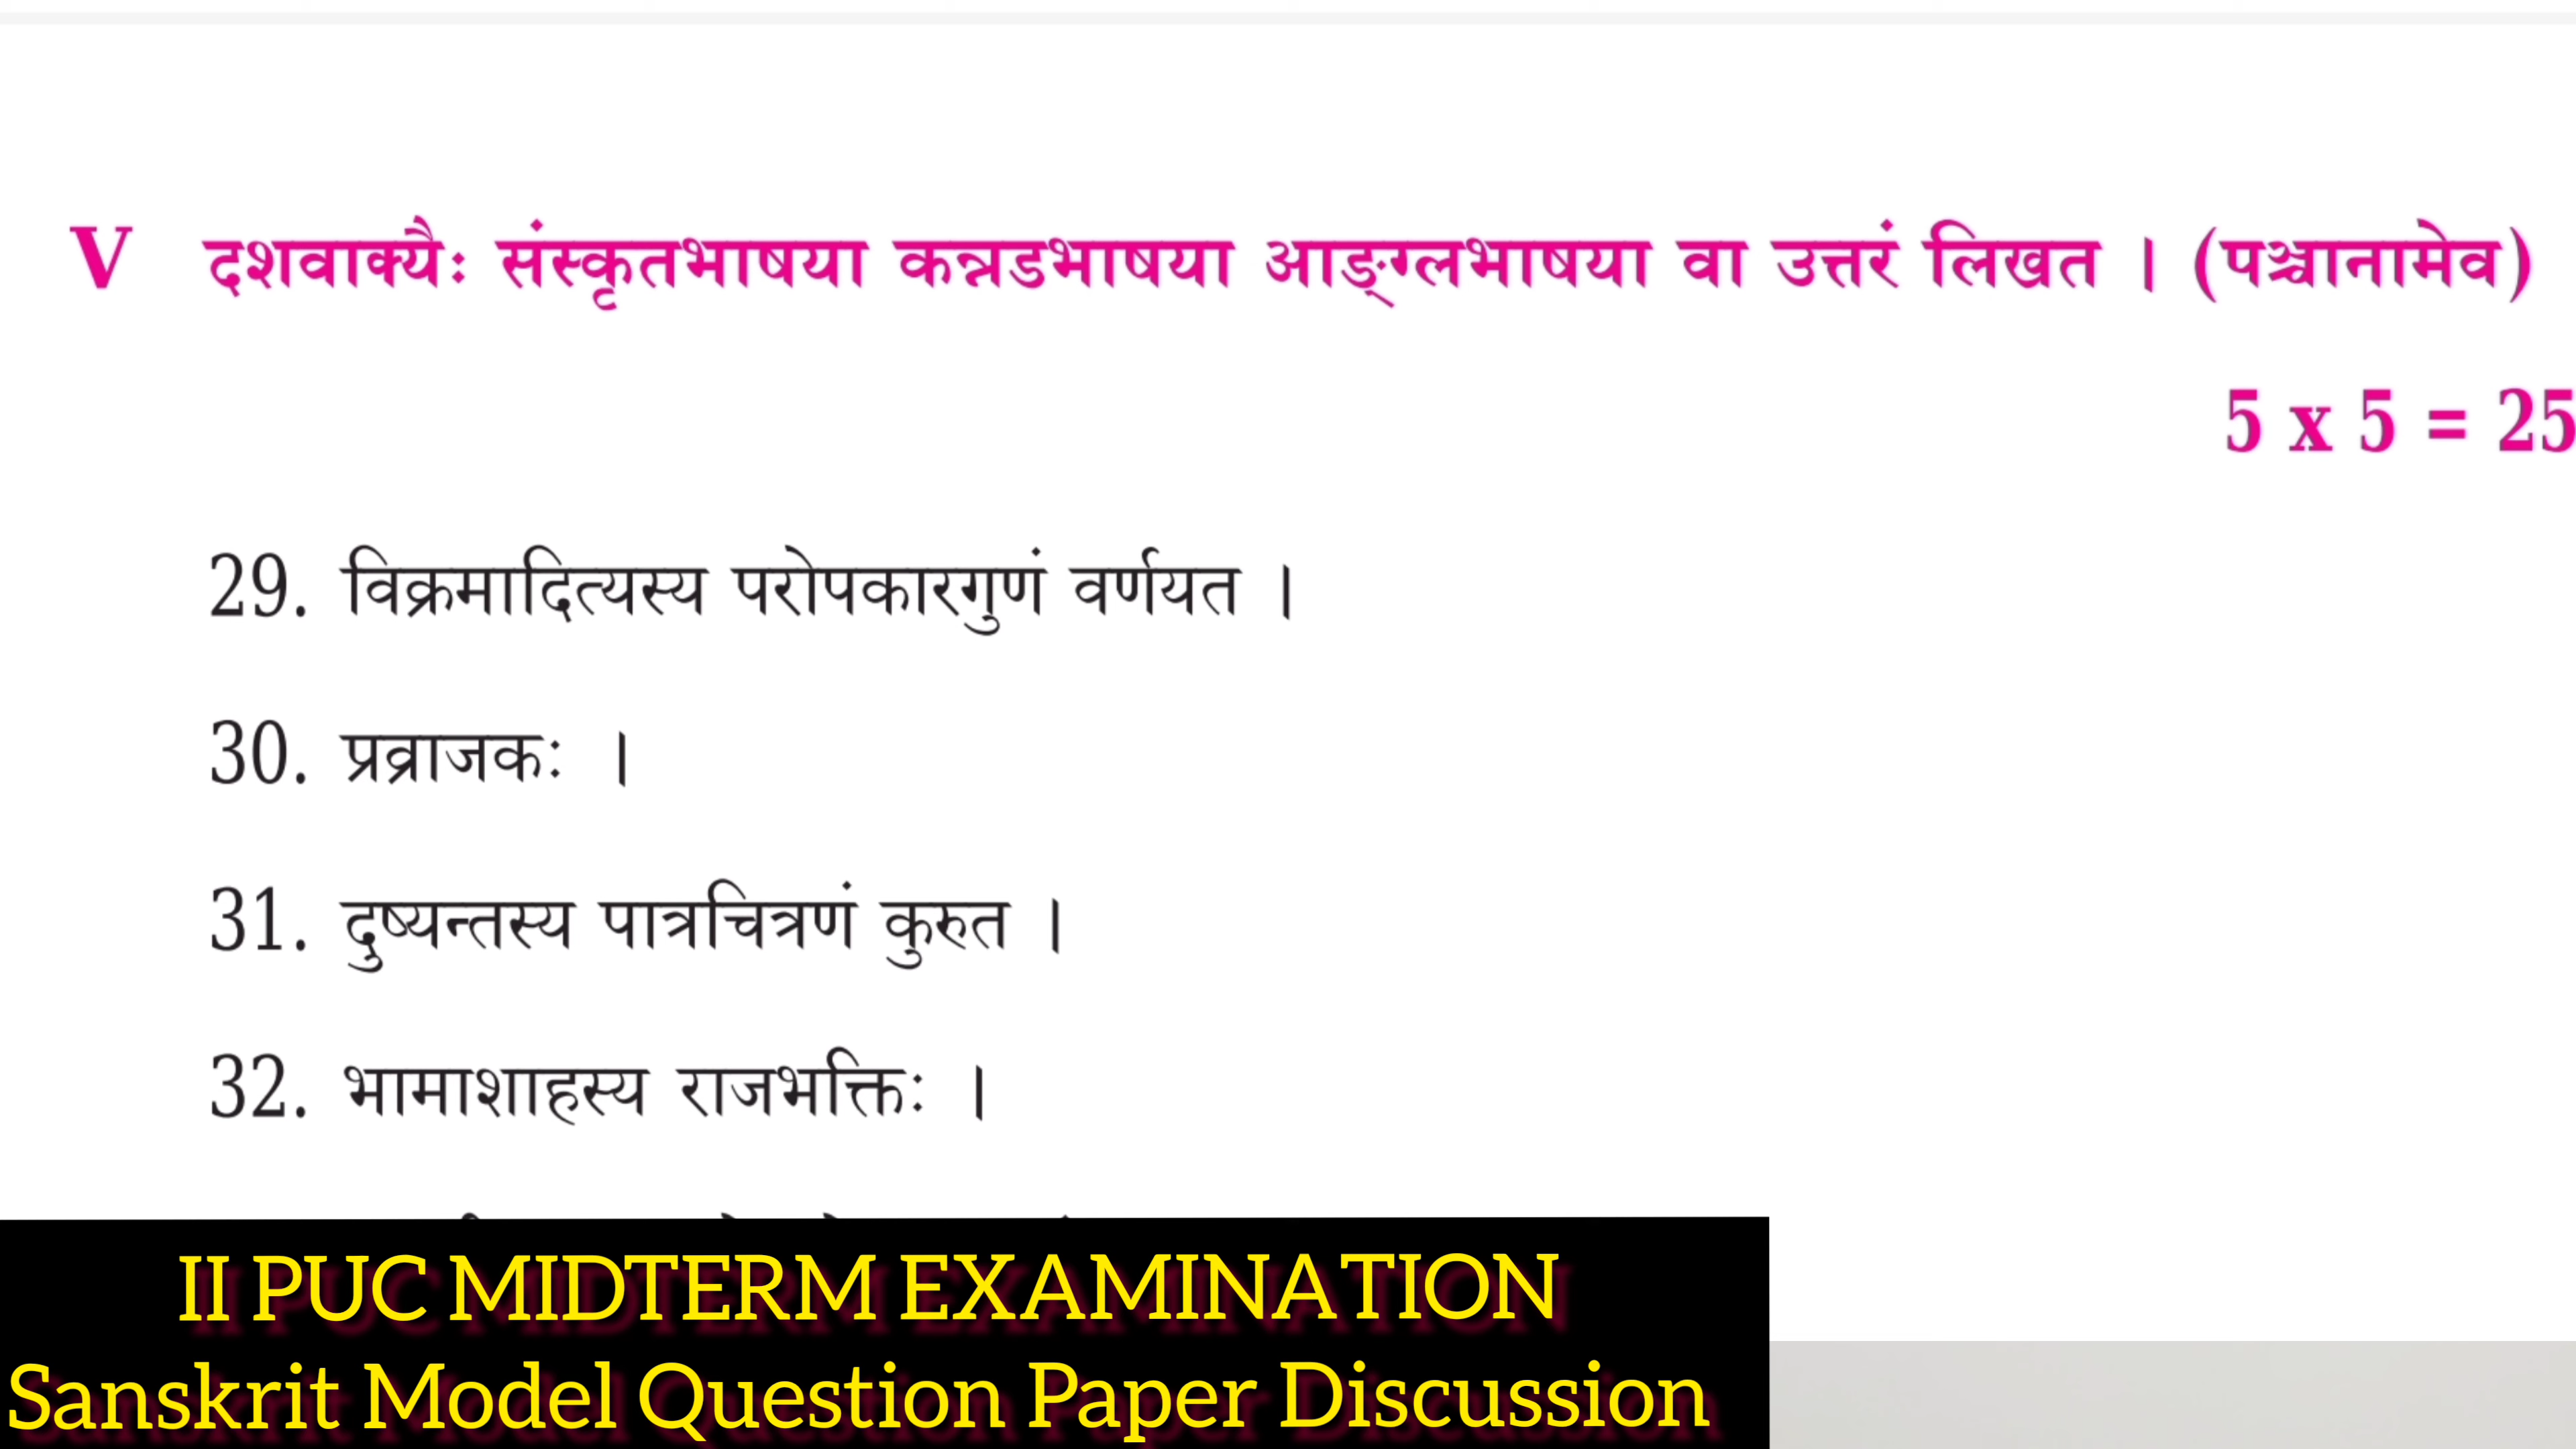 V दशवाक्यैः संस्कृतभाषया कन्नडभाषया आङ्ग्लभाषया वा उत्तरं लिखत । (पञ्चानामेव)
5 x 5 = 25
29. विक्रमादित्यस्य परोपकारगुणं वर्णयत ।
30. प्रव्राजकः ।
31. दुष्यन्तस्य पात्रचित्रणं कुरुत ।
32. भामाशाहस्य राजभक्तिः ।
II PUC MIDTERM EXAMINATION
Sanskrit Model Question Paper Discussion